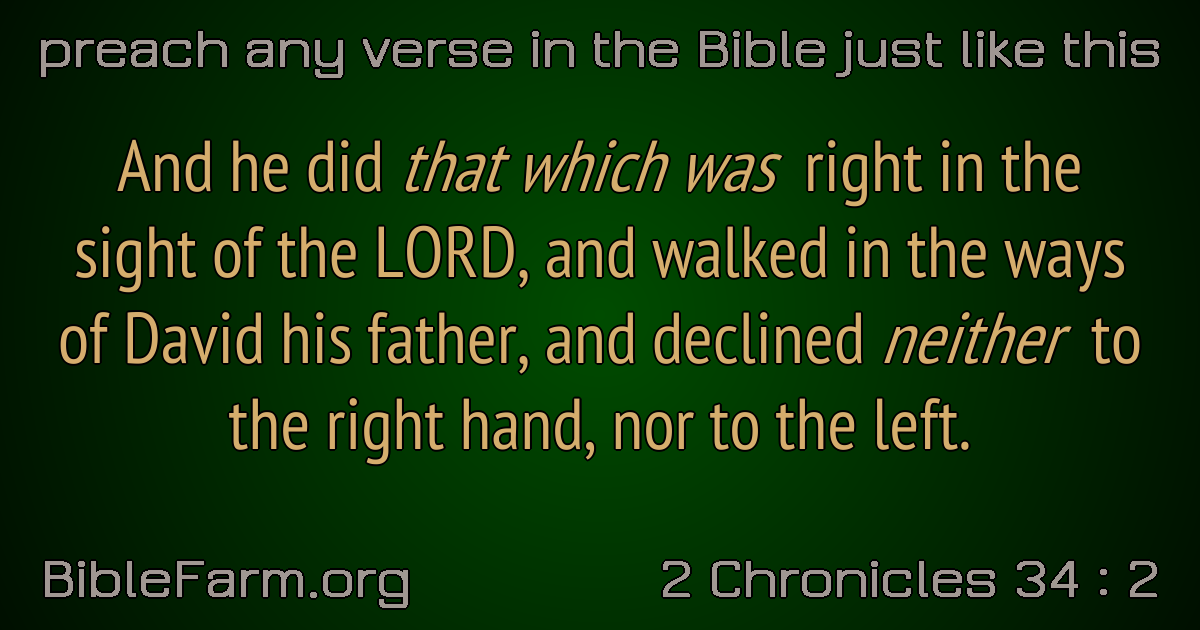 preach any verse in the Bible just like this
And he did that which was right in the
sight of the LORD, and walked in the ways
of David his father, and declined neither to
the right hand, nor to the left.
BibleFarm.org
2 Chronicles 34 : 2